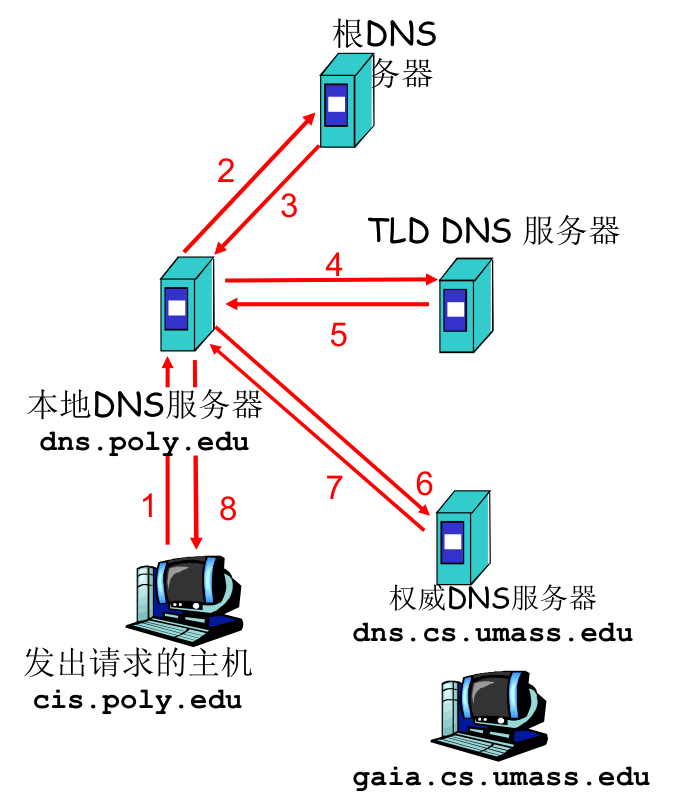 根DNS
务器
2
3
TLD DNS 服务器
4
5
本地DNS服务器
dns.poly.edu
1
8
7
6
权威DNS服务器
dns.cs.umass.edu
发出请求的主机
cis.poly.edu
gaia.cs.umass.edu